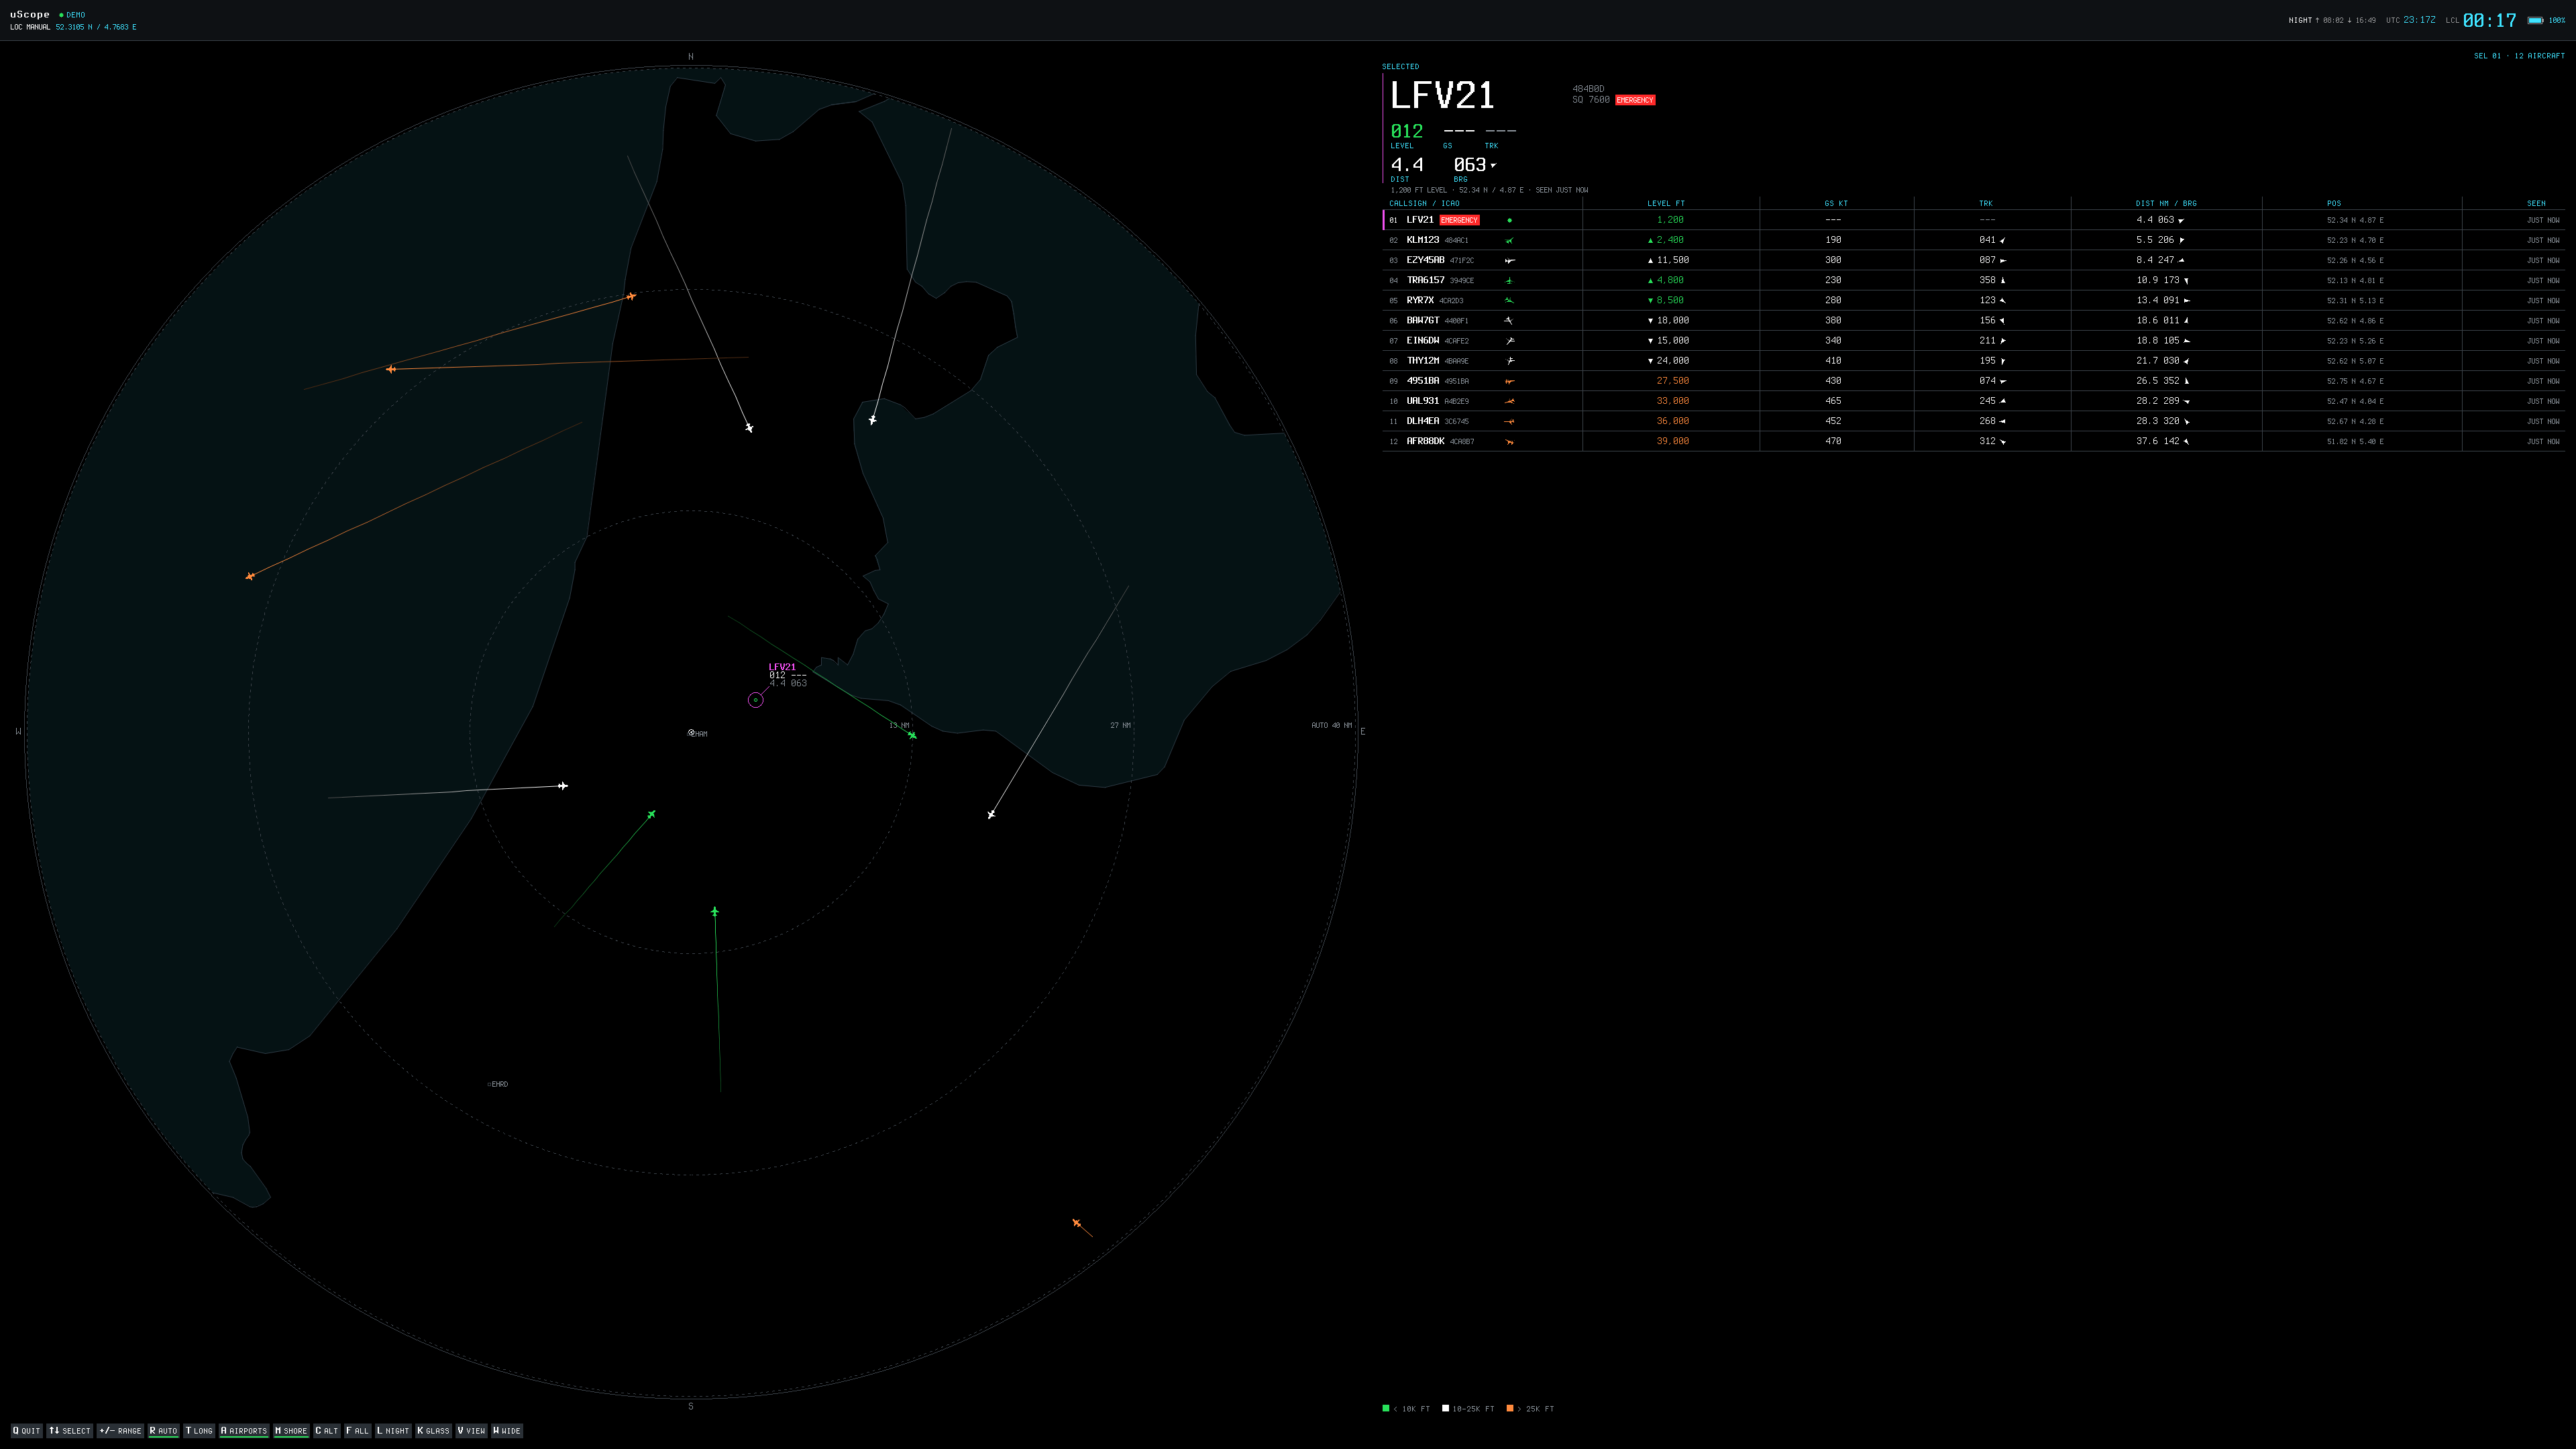 uScope ● DEMO
LOC MANUAL 52.3105 N / 4.7683 E
NIGHT ↑ 08:02 ↓ 16:49 UTC 23:17Z LCL 00:17 100%
N
W
E
S
LFV21
012 ---
4.4 063
EHAM
13 NM
27 NM
AUTO 40 NM
EHRD
SEL 01 · 12 AIRCRAFT
SELECTED
LFV21
484B0D
SQ 7600 EMERGENCY
012 --- ---
LEVEL GS TRK
4.4 063
DIST BRG
1,200 FT LEVEL · 52.34 N / 4.87 E · SEEN JUST NOW
CALLSIGN / ICAO LEVEL FT GS KT TRK DIST NM / BRG POS SEEN
01 LFV21 EMERGENCY 1,200 --- --- 4.4 063 52.34 N 4.87 E JUST NOW
02 KLM123 484AC1 ▲ 2,400 190 041 5.5 206 52.23 N 4.70 E JUST NOW
03 EZY45AB 471F2C ▲ 11,500 300 087 8.4 247 52.26 N 4.56 E JUST NOW
04 TRA6157 3949CE ▲ 4,800 230 358 10.9 173 52.13 N 4.81 E JUST NOW
05 RYR7X 4CA2D3 ▼ 8,500 280 123 13.4 091 52.31 N 5.13 E JUST NOW
06 BAW7GT 4400F1 ▼ 18,000 380 156 18.6 011 52.62 N 4.86 E JUST NOW
07 EIN6DW 4CAFE2 ▼ 15,000 340 211 18.8 105 52.23 N 5.26 E JUST NOW
08 THY12M 4BAA9E ▼ 24,000 410 195 21.7 030 52.62 N 5.07 E JUST NOW
09 4951BA 4951BA 27,500 430 074 26.5 352 52.75 N 4.67 E JUST NOW
10 UAL931 A4B2E9 33,000 465 245 28.2 289 52.47 N 4.04 E JUST NOW
11 DLH4EA 3C6745 36,000 452 268 28.3 320 52.67 N 4.28 E JUST NOW
12 AFR88DK 4CA8B7 39,000 470 312 37.6 142 51.82 N 5.40 E JUST NOW
< 10K FT 10-25K FT > 25K FT
Q QUIT ↑↓ SELECT +/- RANGE R AUTO T LONG A AIRPORTS M SHORE C ALT F ALL L NIGHT K GLASS V VIEW W WIDE